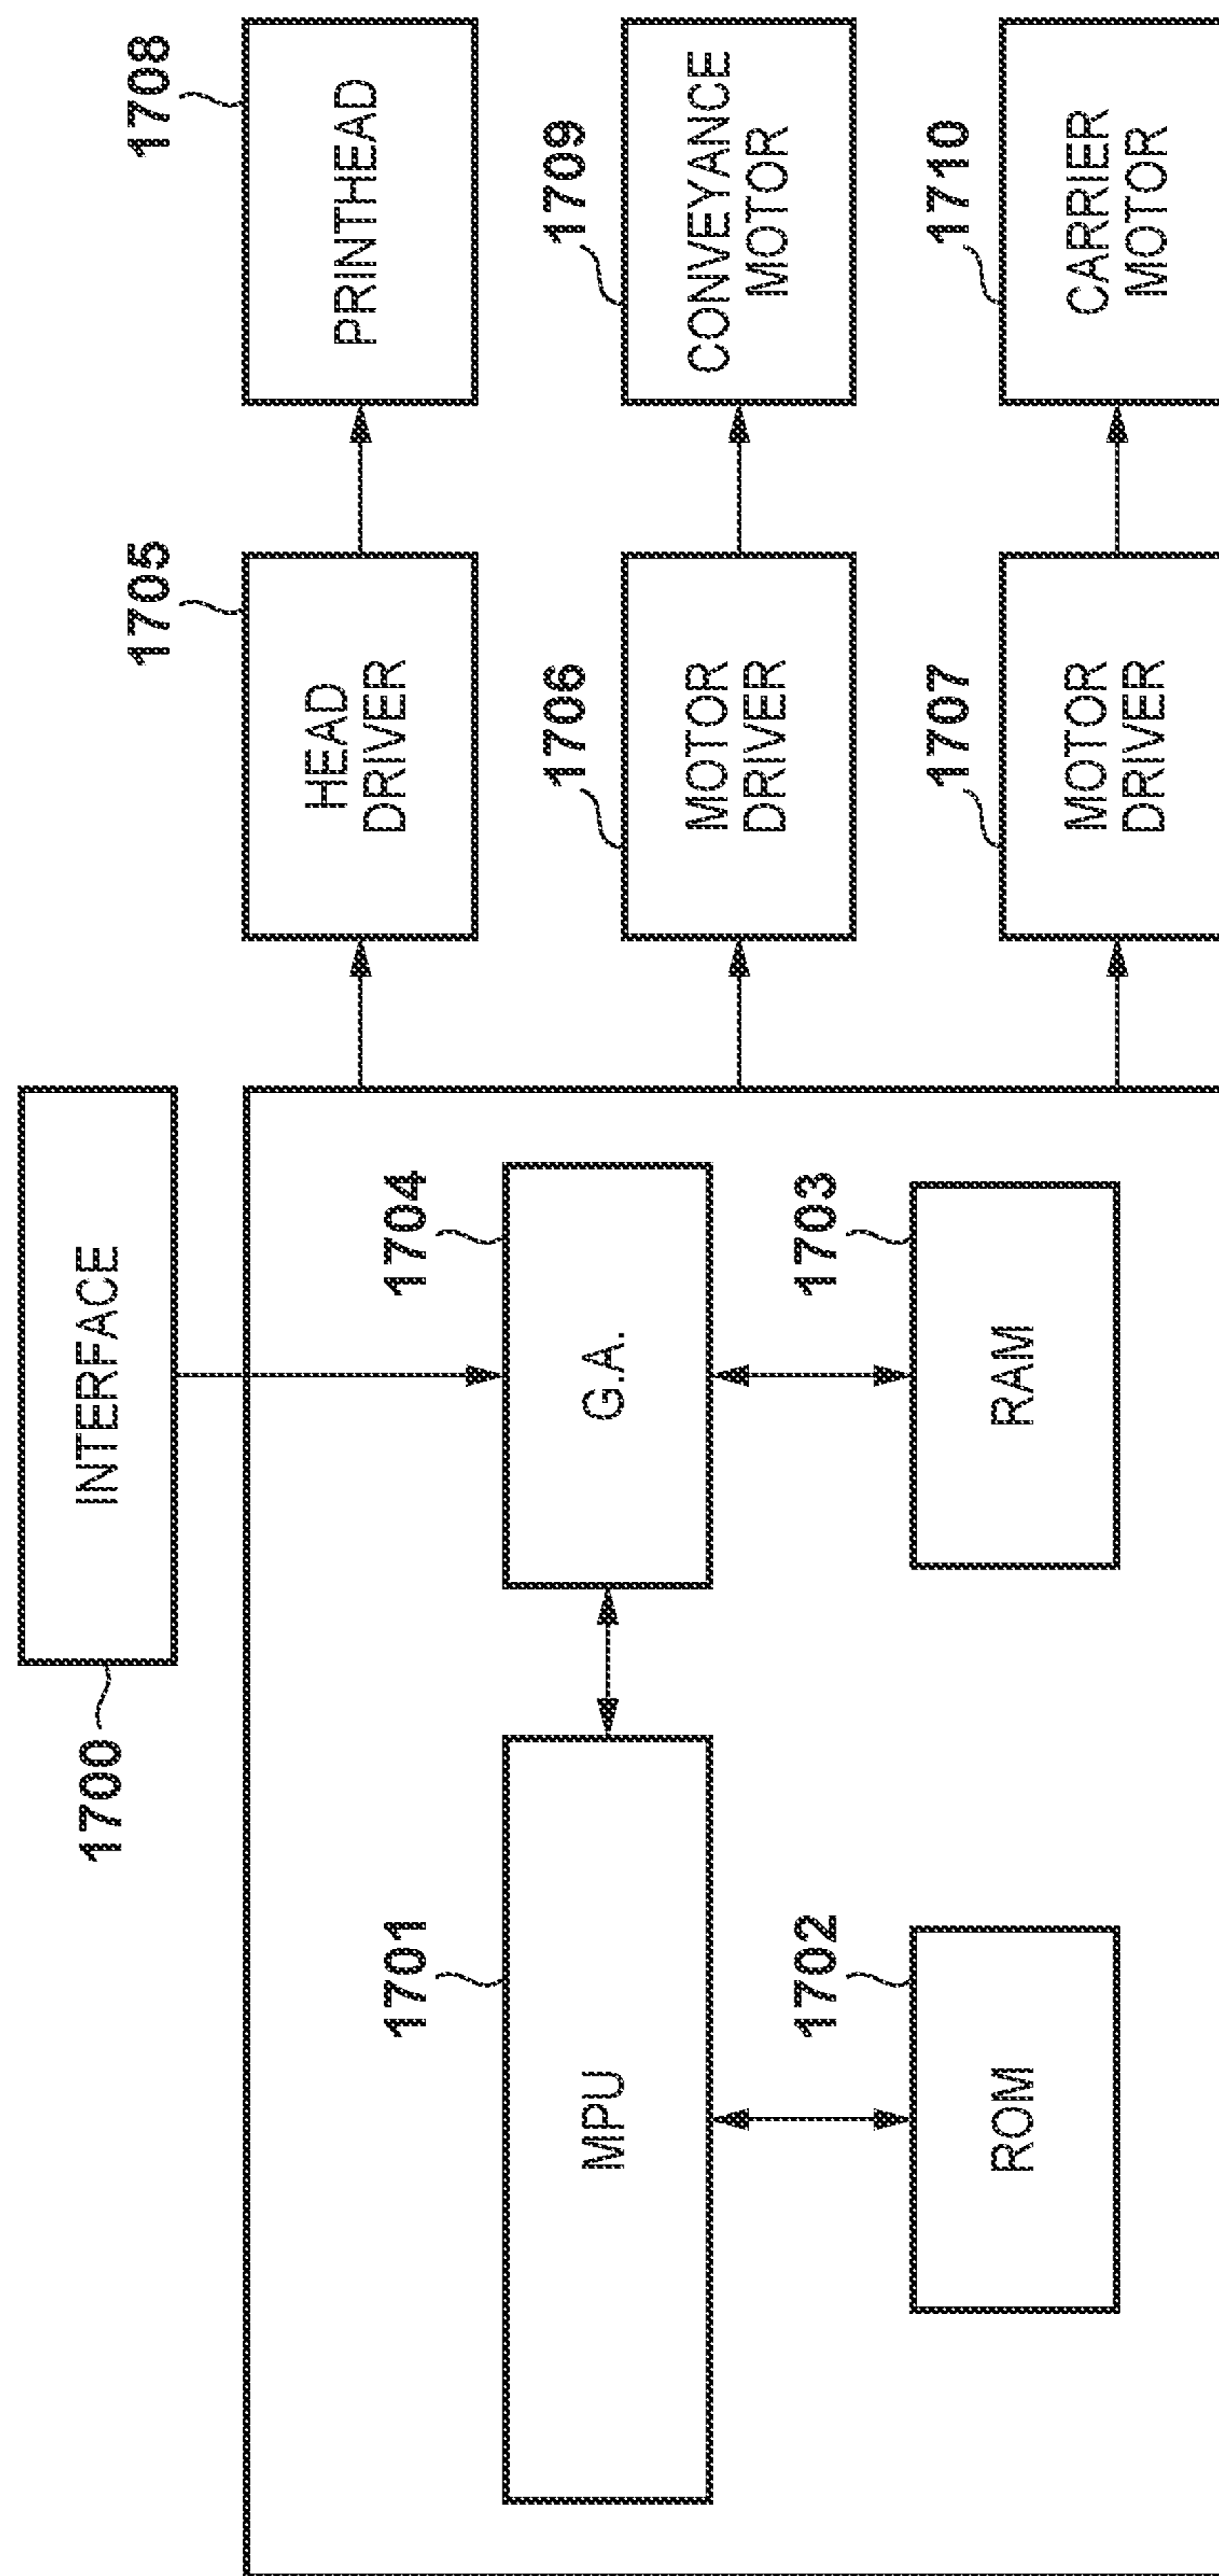 1700
INTERFACE
1701
MPU
1704
G.A.
1702
ROM
1703
RAM
1705
HEAD
DRIVER
1708
PRINTHEAD
1706
MOTOR
DRIVER
1709
CONVEYANCE
MOTOR
1707
MOTOR
DRIVER
1710
CARRIER
MOTOR